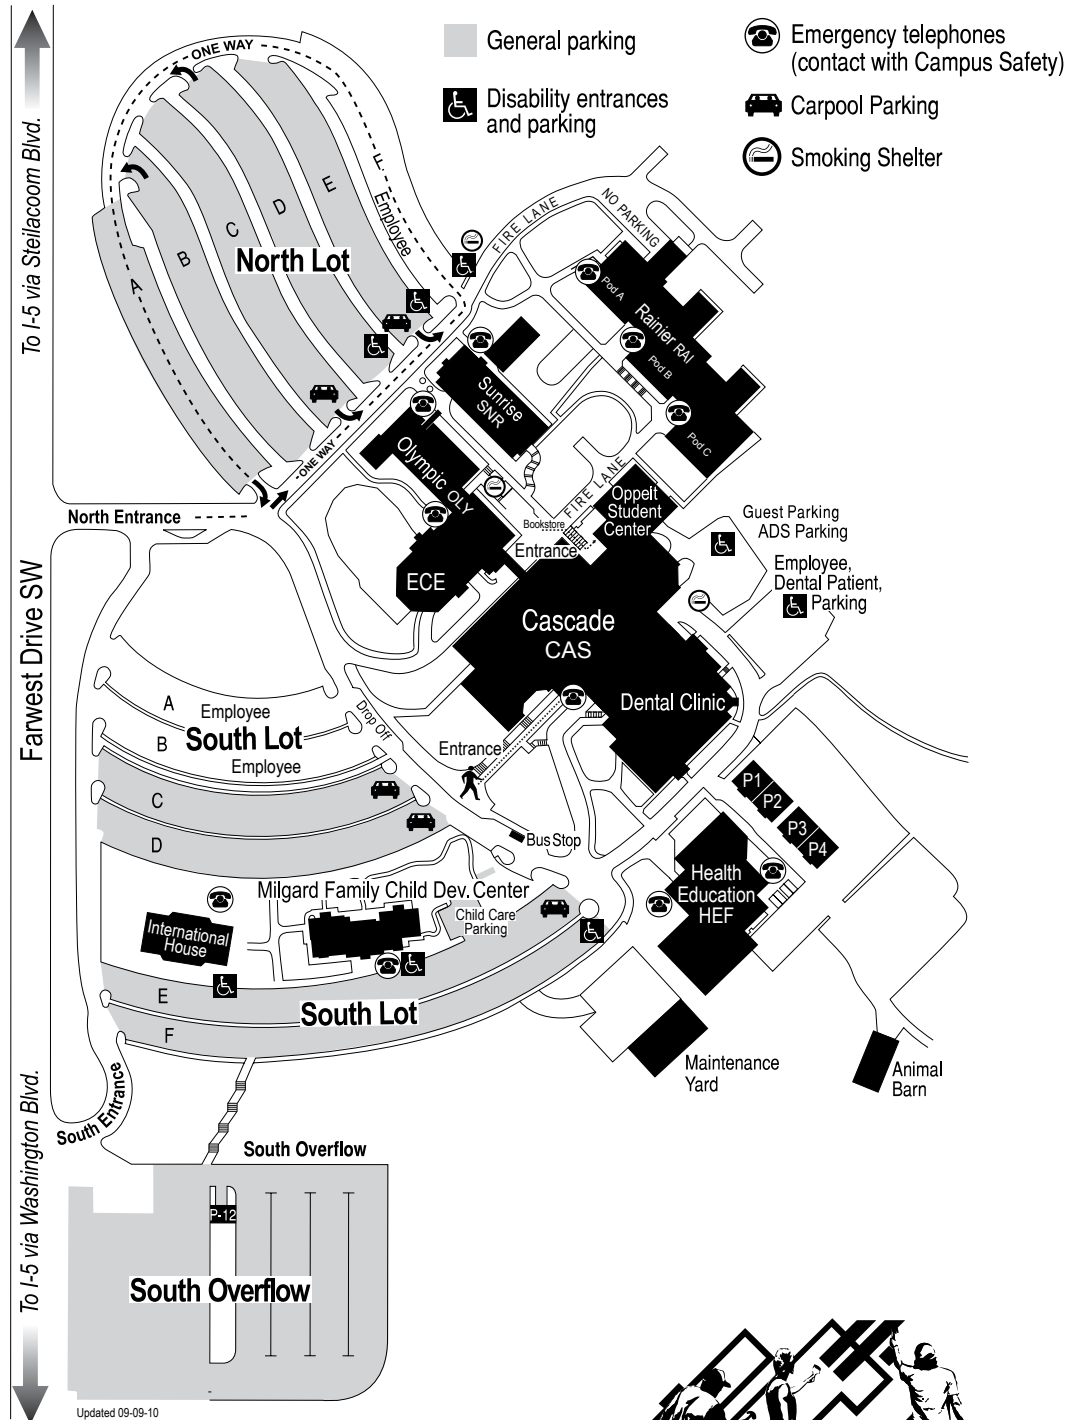 ONE WAY
General parking
Disability entrances
and parking
Emergency telephones
(contact with Campus Safety)
Carpool Parking
Smoking Shelter
To I-5 via Steilacoom Blvd.
A
B
C
D
E
F
Employee
North Lot
FIRE LANE
NO PARKING
Pod A
Rainier RAI
Pod B
Pod C
Sunrise
SNR
Olympic OLY
ONE WAY
North Entrance
FIRE LANE
Oppelt
Student
Center
Bookstore
Entrance
Guest Parking
ADS Parking
Employee,
Dental Patient,
Parking
ECE
Cascade
CAS
Dental Clinic
Farwest Drive SW
A
Employee
South Lot
B
Employee
C
D
Drop Off
Entrance
Bus Stop
P1
P2
P3
P4
Health
Education
HEF
Milgard Family Child Dev. Center
Child Care
Parking
International
House
E
South Lot
F
Maintenance
Yard
Animal
Barn
South Entrance
To I-5 via Washington Blvd.
South Overflow
P-12
South Overflow
Updated 09-09-10